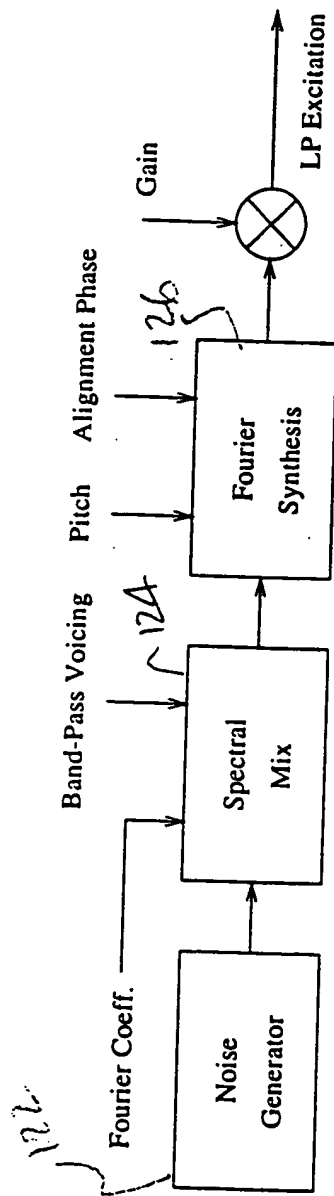 122
Noise
Generator
Fourier Coeff.
Band-Pass Voicing
124
Spectral
Mix
Pitch
Alignment Phase
126
Fourier
Synthesis
Gain
LP Excitation